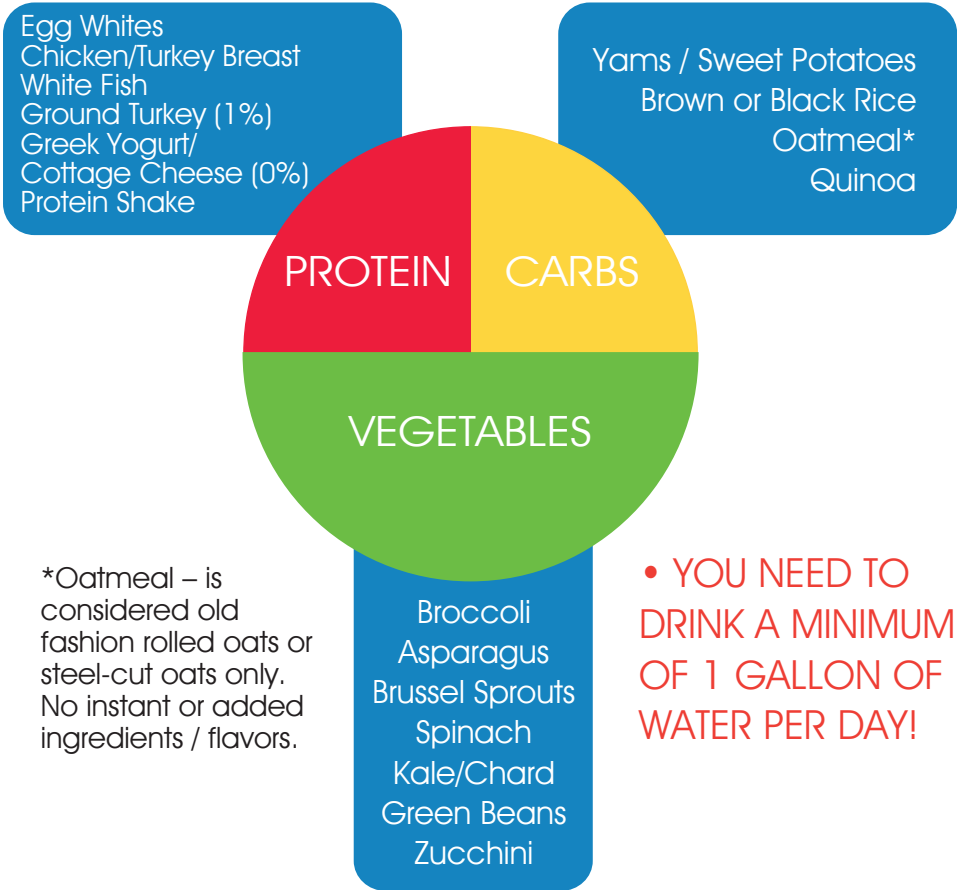 Egg Whites
Chicken/Turkey Breast
White Fish
Ground Turkey (1%)
Greek Yogurt/
Cottage Cheese (0%)
Protein Shake
Yams / Sweet Potatoes
Brown or Black Rice
Oatmeal*
Quinoa
PROTEIN
CARBS
VEGETABLES
*Oatmeal – is
considered old
fashion rolled oats or
steel-cut oats only.
No instant or added
ingredients / flavors.
Broccoli
Asparagus
Brussel Sprouts
Spinach
Kale/Chard
Green Beans
Zucchini
• YOU NEED TO
DRINK A MINIMUM
OF 1 GALLON OF
WATER PER DAY!